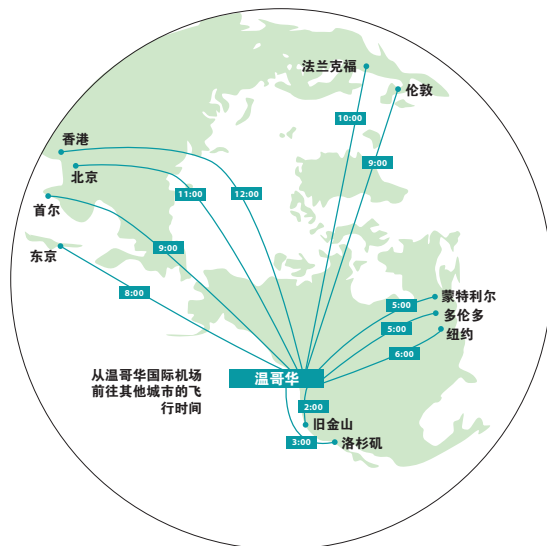 法兰克福
伦敦
10:00
香港
9:00
北京
11:00
12:00
首尔
9:00
东京
8:00
蒙特利尔
5:00
多伦多
5:00
纽约
6:00
从温哥华国际机场
前往其他城市的飞
行时间
温哥华
2:00
旧金山
3:00
洛杉矶